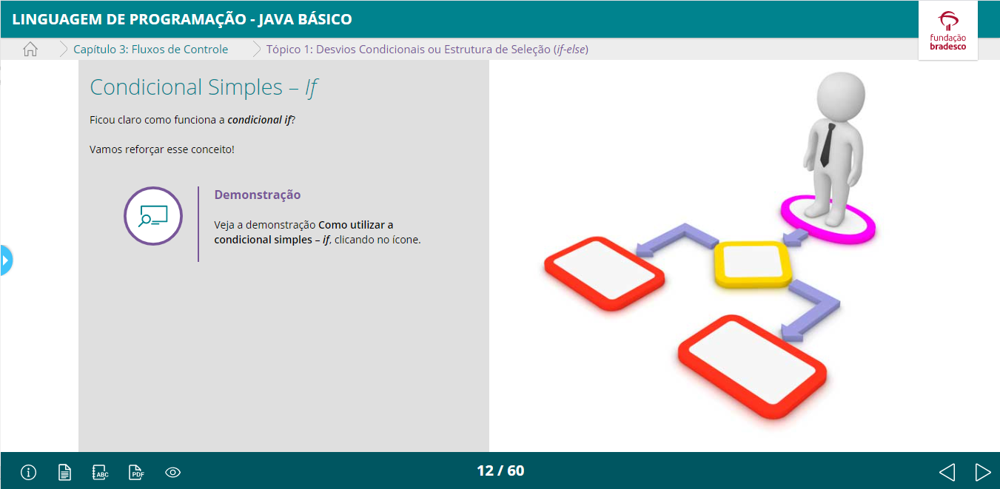 LINGUAGEM DE PROGRAMAÇÃO - JAVA BÁSICO
fundação
bradesco
Capítulo 3: Fluxos de Controle
Tópico 1: Desvios Condicionais ou Estrutura de Seleção (if-else)
Condicional Simples – If
Ficou claro como funciona a condicional if?
Vamos reforçar esse conceito!
Demonstração
Veja a demonstração Como utilizar a
condicional simples – if, clicando no ícone.
ABC
PDF
12 / 60